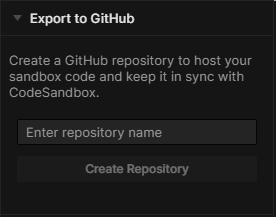 Export to GitHub
Create a GitHub repository to host your
sandbox code and keep it in sync with
CodeSandbox.
Enter repository name
Create Repository